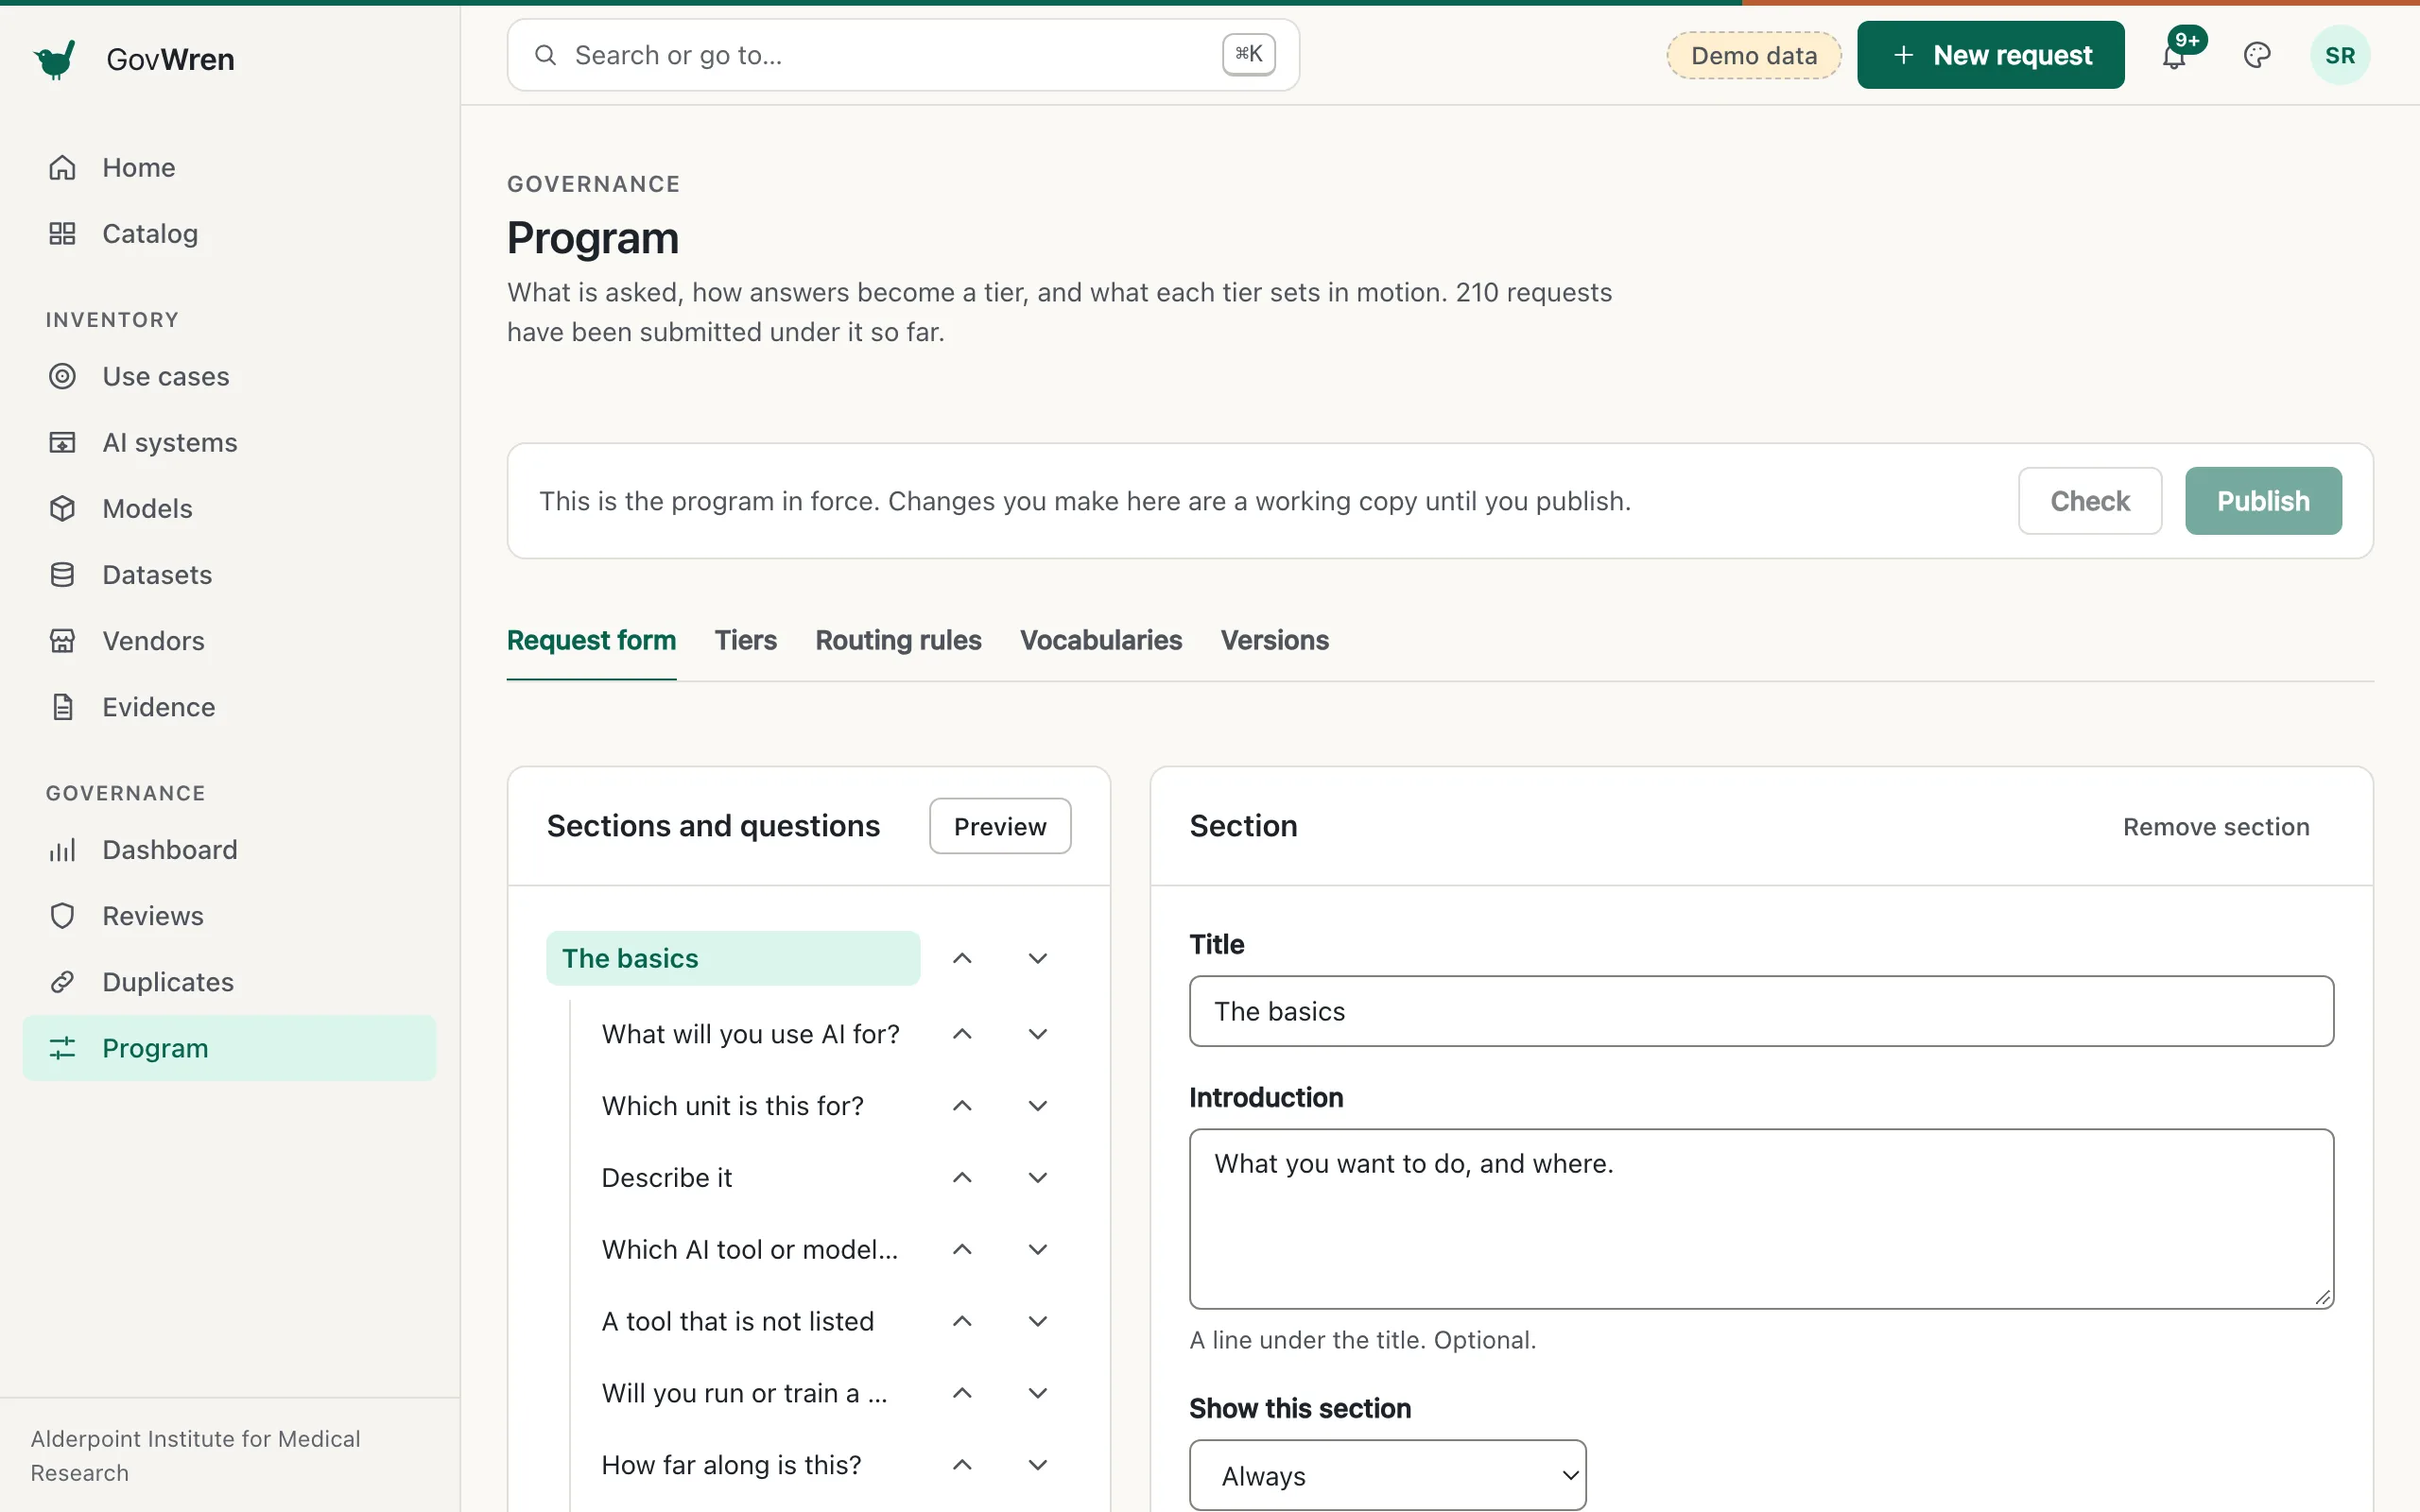 GovWren
Search or go to...
⌘K
Demo data
New request
9+
SR
Home
Catalog
INVENTORY
Use cases
AI systems
Models
Datasets
Vendors
Evidence
GOVERNANCE
Dashboard
Reviews
Duplicates
Program
Alderpoint Institute for Medical
Research
GOVERNANCE
Program
What is asked, how answers become a tier, and what each tier sets in motion. 210 requests
have been submitted under it so far.
This is the program in force. Changes you make here are a working copy until you publish.
Check
Publish
Request form
Tiers
Routing rules
Vocabularies
Versions
Sections and questions
Preview
The basics
What will you use AI for?
Which unit is this for?
Describe it
Which AI tool or model...
A tool that is not listed
Will you run or train a ...
How far along is this?
Section
Remove section
Title
The basics
Introduction
What you want to do, and where.
A line under the title. Optional.
Show this section
Always